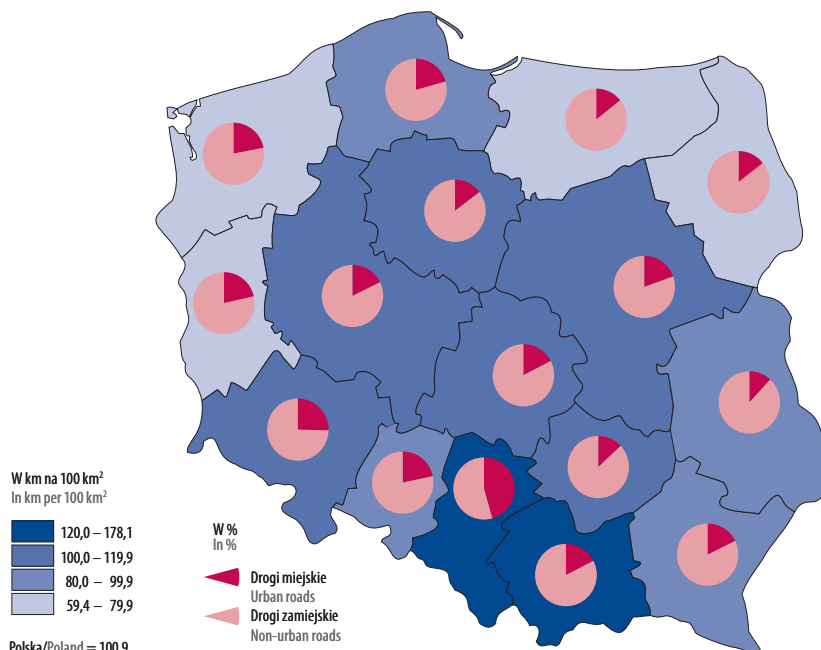 W km na 100 km²
In km per 100 km²
120,0 – 178,1
100,0 – 119,9
80,0 – 99,9
59,4 – 79,9
Polska/Poland = 100,9
W %
In %
Drogi miejskie
Urban roads
Drogi zamiejskie
Non-urban roads